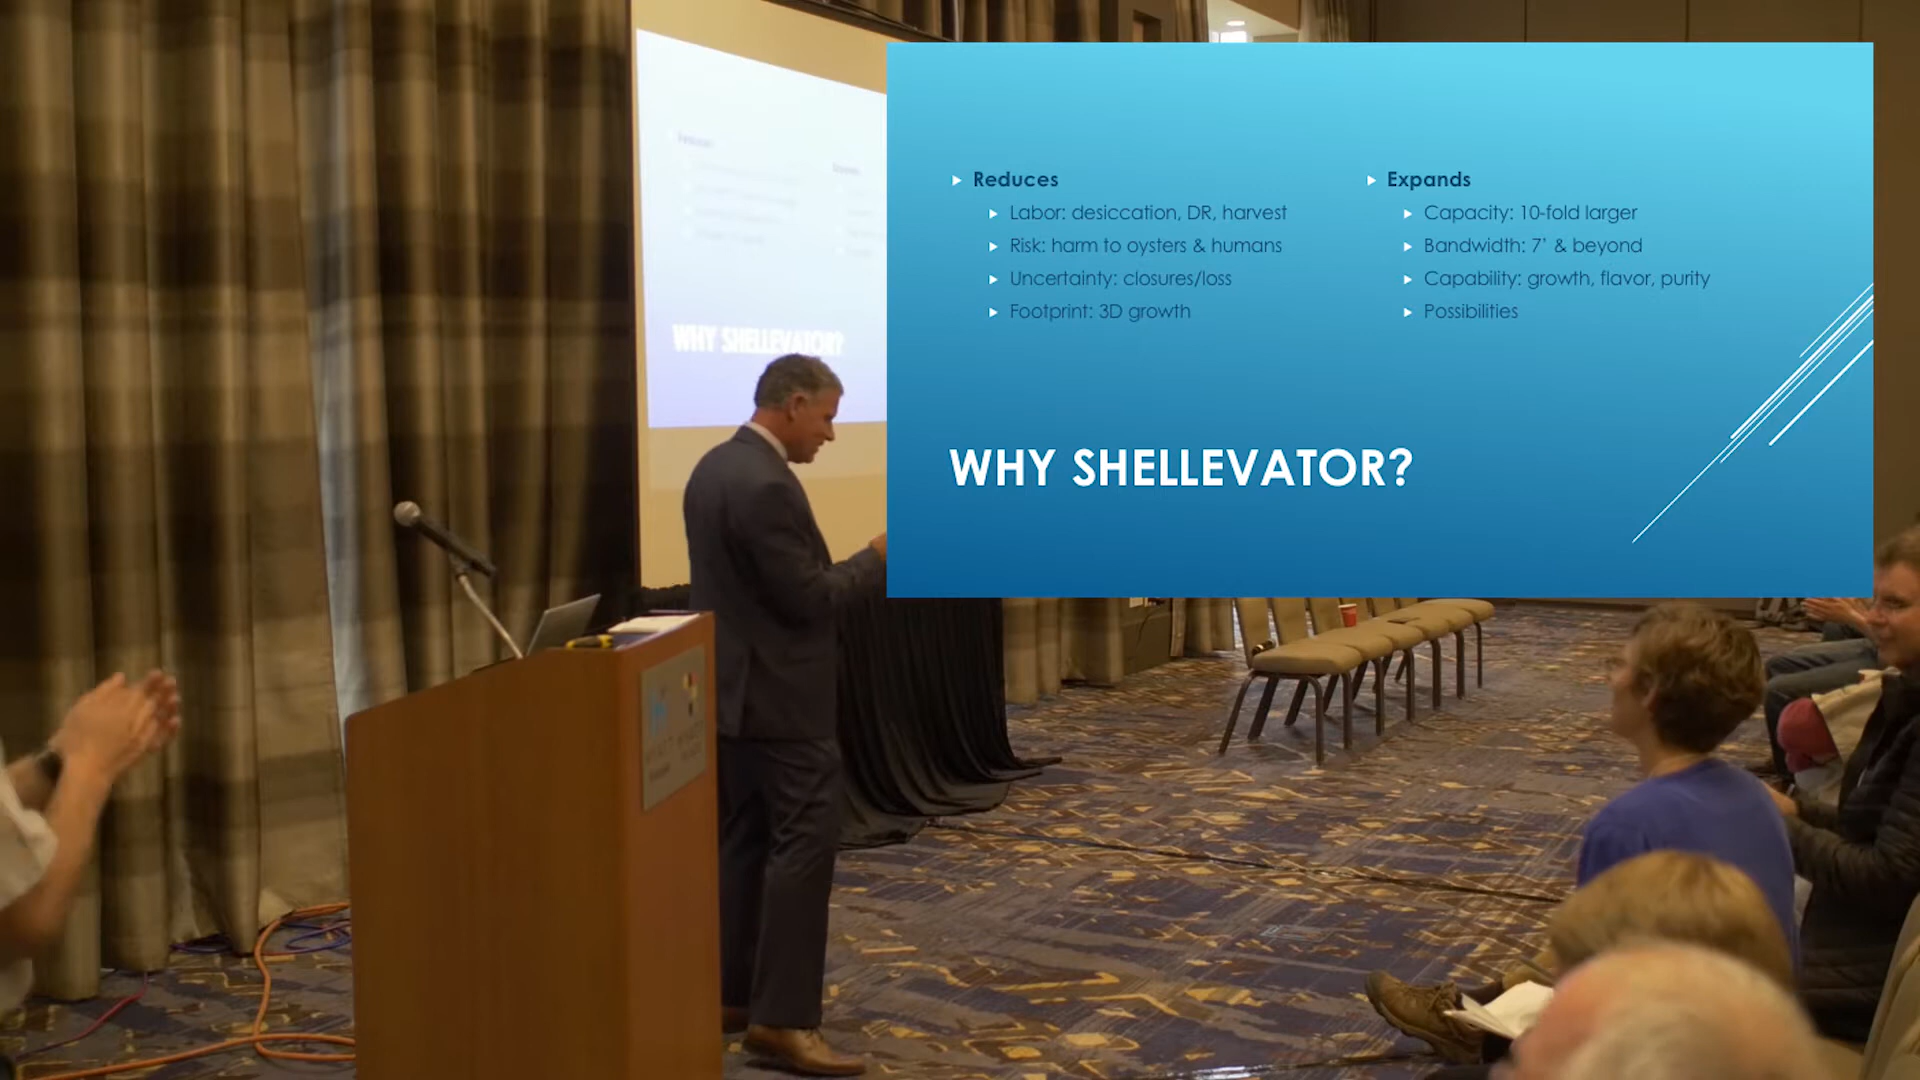 WHY SHELLEVATOR?
Reduces
Labor: desiccation, DR, harvest
Risk: harm to oysters & humans
Uncertainty: closures/loss
Footprint: 3D growth
Expands
Capacity: 10-fold larger
Bandwidth: 7' & beyond
Capability: growth, flavor, purity
Possibilities
WHY SHELLEVATOR?